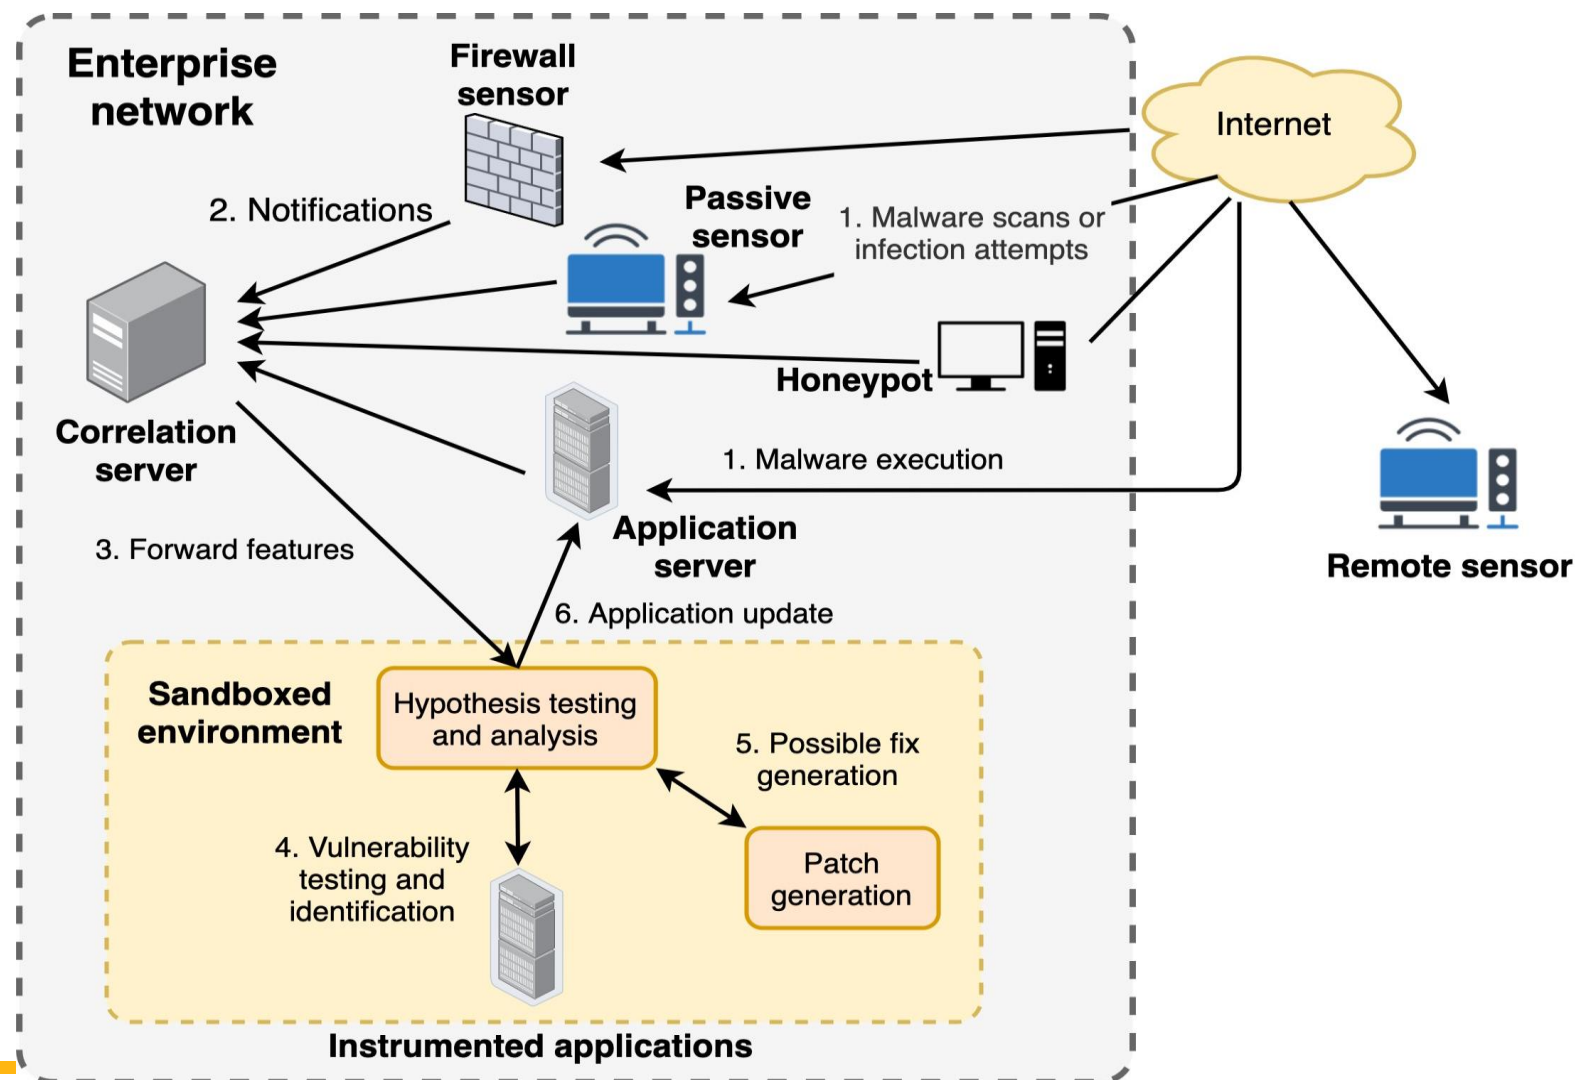 Enterprise
network
Firewall
sensor
Internet
2. Notifications
Passive
sensor
1. Malware scans or
infection attempts
Honeypot
Correlation
server
1. Malware execution
Application
server
3. Forward features
Remote sensor
6. Application update
Sandboxed
environment
Hypothesis testing
and analysis
5. Possible fix
generation
4. Vulnerability
testing and
identification
Patch
generation
Instrumented applications